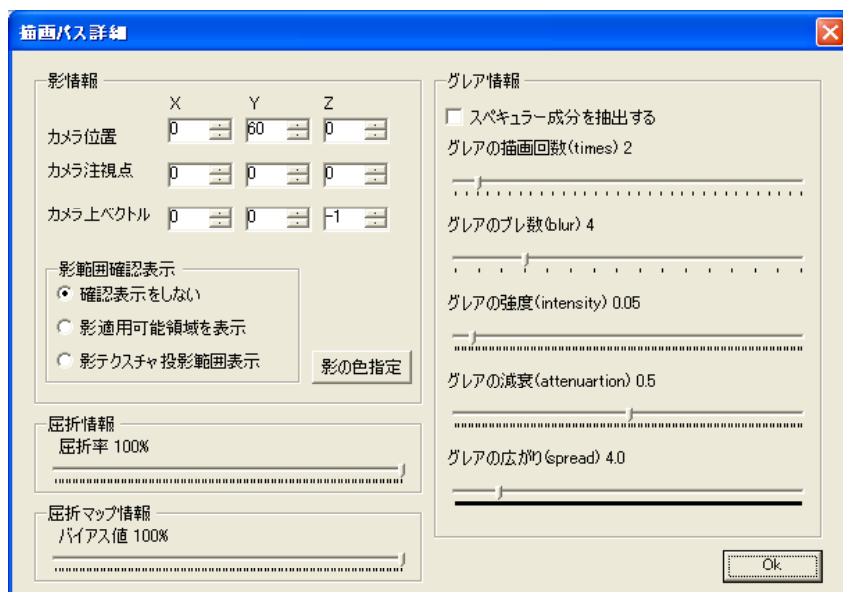 描画パス詳細
影情報
X Y Z
カメラ位置 0 60 0
カメラ注視点 0 0 0
カメラ上ベクトル 0 0 -1
影範囲確認表示
確認表示をしない
影適用可能領域を表示
影テクスチャ投影範囲表示
影の色指定
屈折情報
屈折率 100%
屈折マップ情報
バイアス値 100%
グレア情報
スペキュラー成分を抽出する
グレアの描画回数(times) 2
グレアのブレ数(blur) 4
グレアの強度(intensity) 0.05
グレアの減衰(attenuartion) 0.5
グレアの広がり(spread) 4.0
Ok